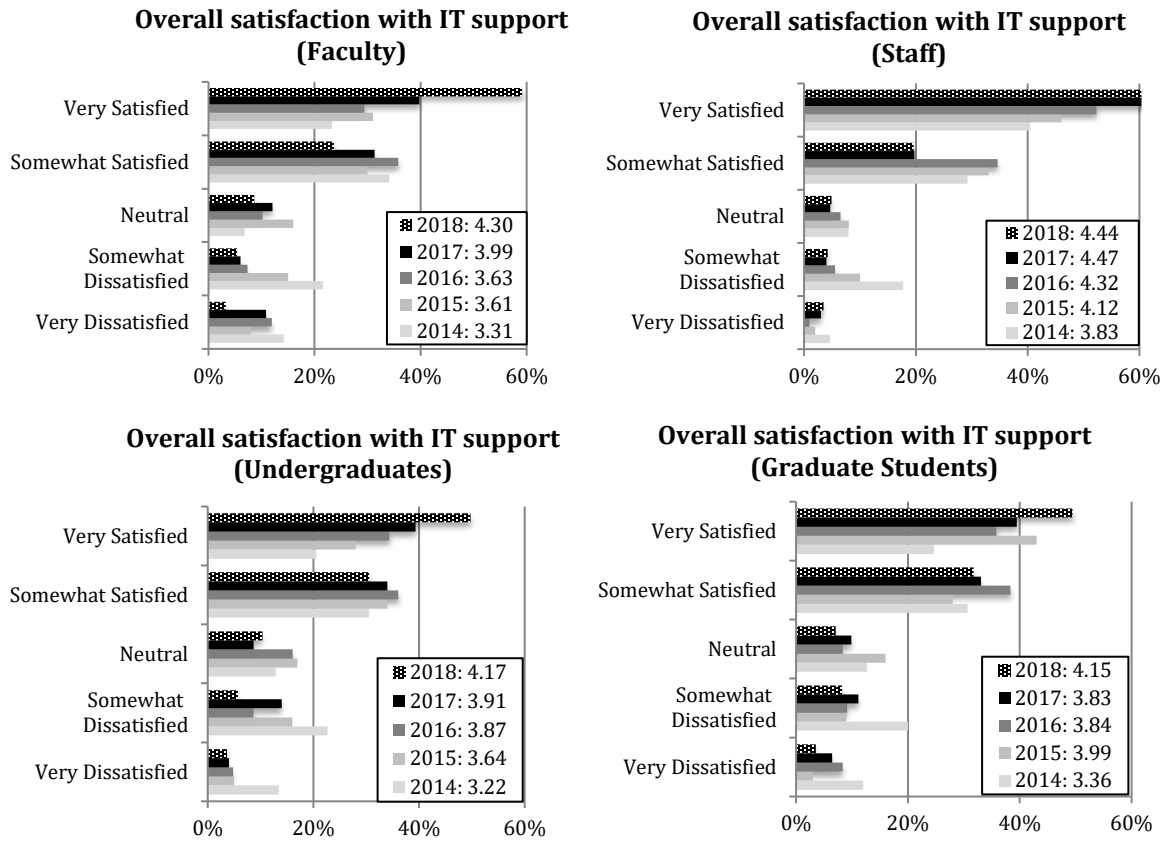 Overall satisfaction with IT support
(Faculty)
Very Satisfied
Somewhat Satisfied
Neutral
Somewhat
Dissatisfied
Very Dissatisfied
2018: 4.30
2017: 3.99
2016: 3.63
2015: 3.61
2014: 3.31
0% 20% 40% 60%
Overall satisfaction with IT support
(Staff)
Very Satisfied
Somewhat Satisfied
Neutral
Somewhat
Dissatisfied
Very Dissatisfied
2018: 4.44
2017: 4.47
2016: 4.32
2015: 4.12
2014: 3.83
0% 20% 40% 60%
Overall satisfaction with IT support
(Undergraduates)
Very Satisfied
Somewhat Satisfied
Neutral
Somewhat
Dissatisfied
Very Dissatisfied
2018: 4.17
2017: 3.91
2016: 3.87
2015: 3.64
2014: 3.22
0% 20% 40% 60%
Overall satisfaction with IT support
(Graduate Students)
Very Satisfied
Somewhat Satisfied
Neutral
Somewhat
Dissatisfied
Very Dissatisfied
2018: 4.15
2017: 3.83
2016: 3.84
2015: 3.99
2014: 3.36
0% 20% 40% 60%